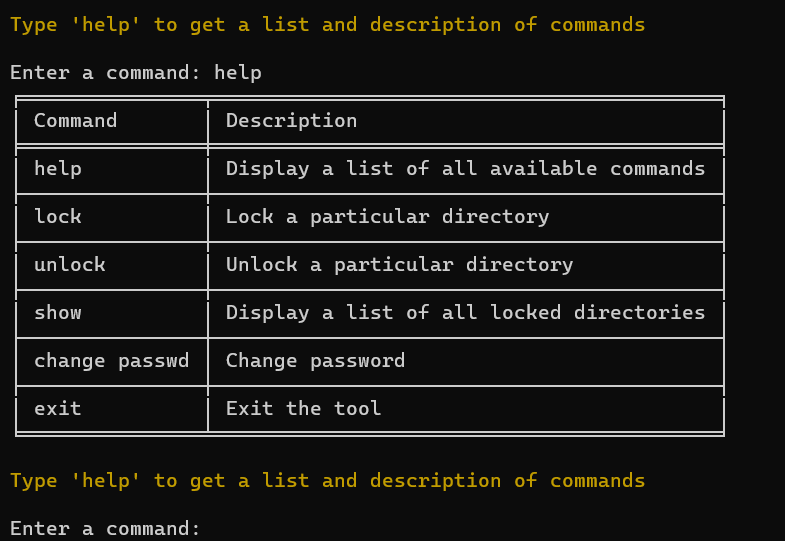 Type 'help' to get a list and description of commands
Enter a command: help
Command Description
help Display a list of all available commands
lock Lock a particular directory
unlock Unlock a particular directory
show Display a list of all locked directories
change passwd Change password
exit Exit the tool
Type 'help' to get a list and description of commands
Enter a command: